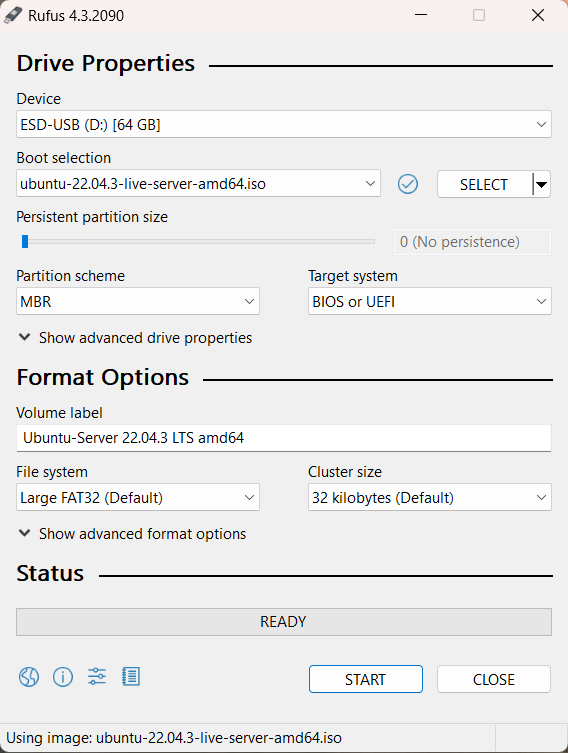 Rufus 4.3.2090
Drive Properties
Device
ESD-USB (D:) [64 GB]
Boot selection
ubuntu-22.04.3-live-server-amd64.iso
SELECT
Persistent partition size
0 (No persistence)
Partition scheme
Target system
MBR
BIOS or UEFI
Show advanced drive properties
Format Options
Volume label
Ubuntu-Server 22.04.3 LTS amd64
File system
Cluster size
Large FAT32 (Default)
32 kilobytes (Default)
Show advanced format options
Status
READY
START
CLOSE
Using image: ubuntu-22.04.3-live-server-amd64.iso